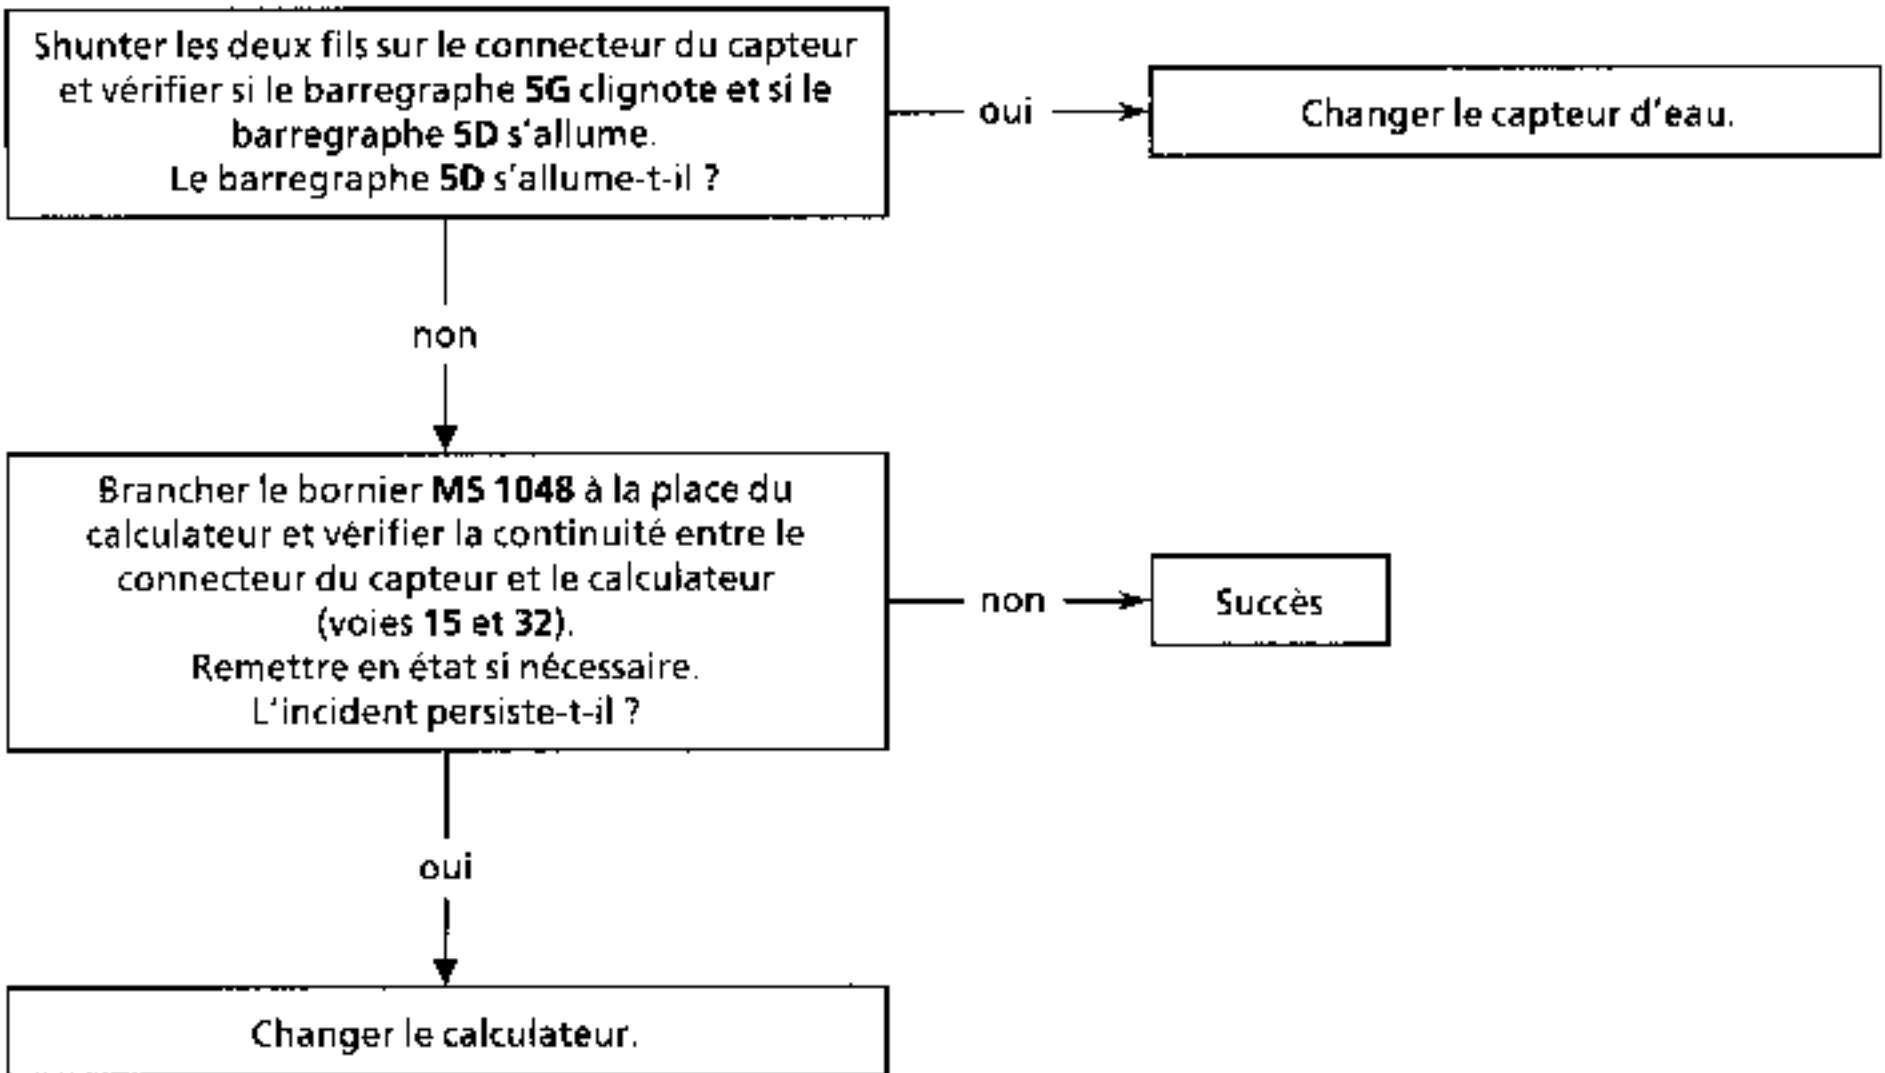 Shunter les deux fils sur le connecteur du capteur
et vérifier si le barregraphe 5G clignote et si le
barregraphe 5D s'allume.
Le barregraphe 5D s'allume-t-il ?
oui
Changer le capteur d'eau.
non
Brancher le bornier MS 1048 à la place du
calculateur et vérifier la continuité entre le
connecteur du capteur et le calculateur
(voies 15 et 32).
Remettre en état si nécessaire.
L'incident persiste-t-il ?
non
Succès
oui
Changer le calculateur.